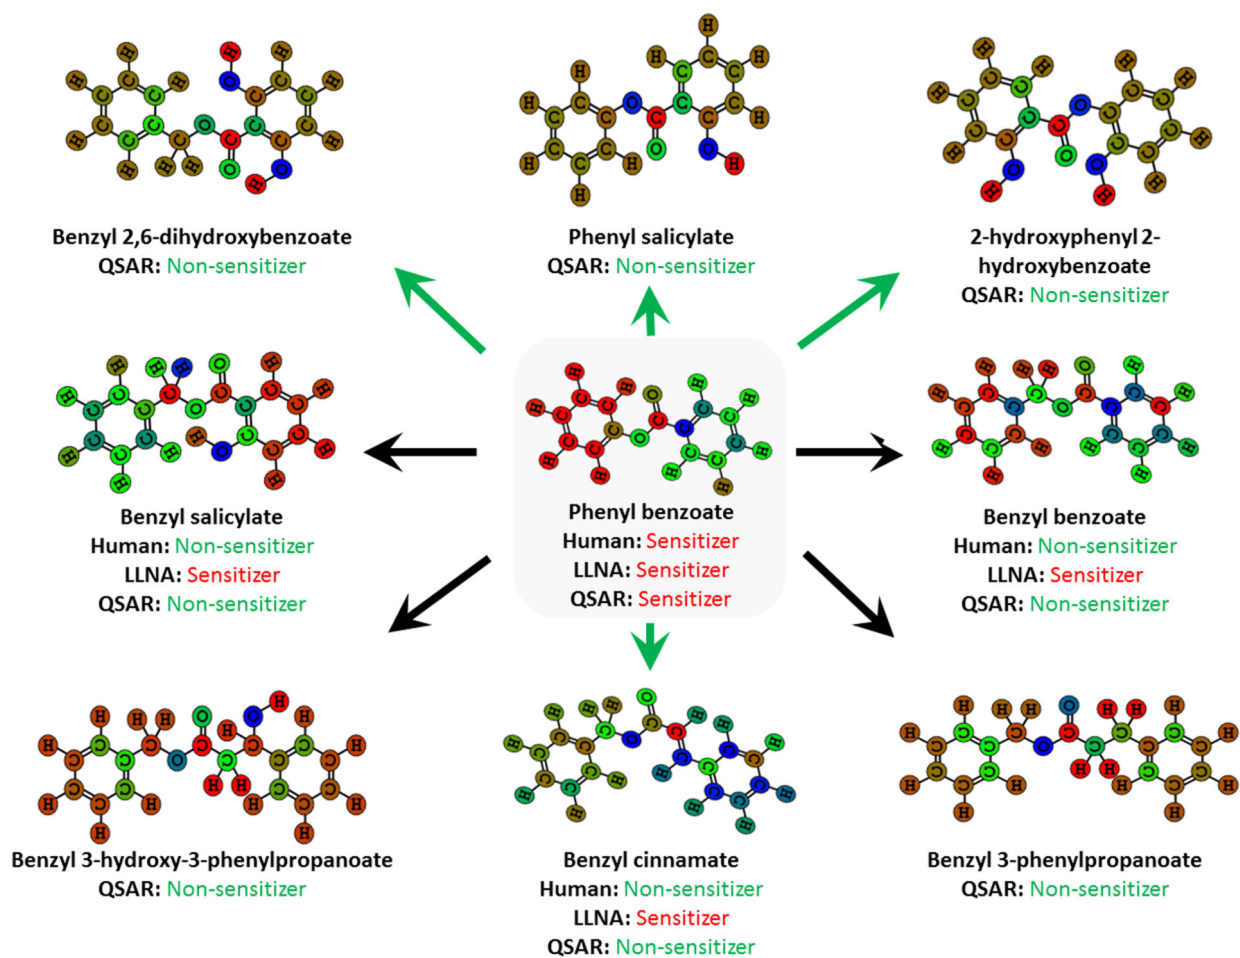 Benzyl 2,6-dihydroxybenzoate
QSAR: Non-sensitizer
Phenyl salicylate
QSAR: Non-sensitizer
2-hydroxyphenyl 2-
hydroxybenzoate
QSAR: Non-sensitizer
Benzyl salicylate
Human: Non-sensitizer
LLNA: Sensitizer
QSAR: Non-sensitizer
Phenyl benzoate
Human: Sensitizer
LLNA: Sensitizer
QSAR: Sensitizer
Benzyl benzoate
Human: Non-sensitizer
LLNA: Sensitizer
QSAR: Non-sensitizer
Benzyl 3-hydroxy-3-phenylpropanoate
QSAR: Non-sensitizer
Benzyl cinnamate
Human: Non-sensitizer
LLNA: Sensitizer
QSAR: Non-sensitizer
Benzyl 3-phenylpropanoate
QSAR: Non-sensitizer